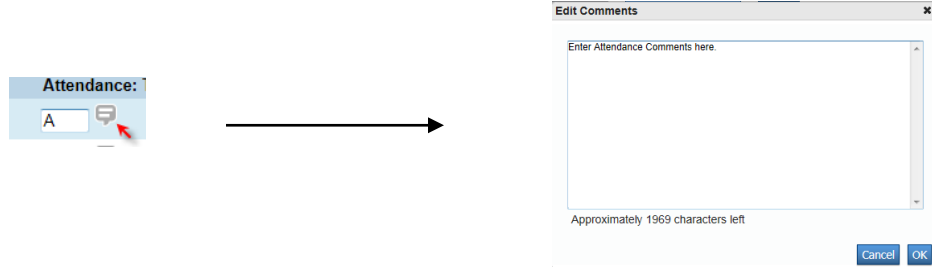 Attendance:
A
Edit Comments
Enter Attendance Comments here.
Approximately 1969 characters left
Cancel OK